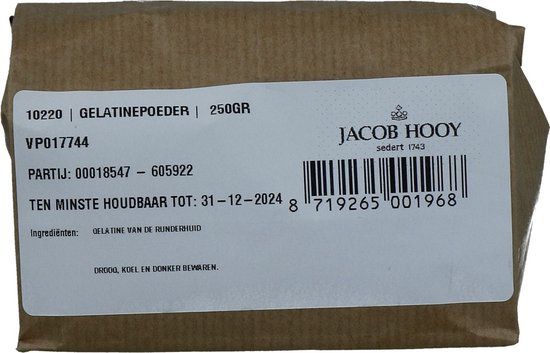 10220 | GELATINEPOEDER | 250GR
VP017744
PARTIJ: 00018547 - 605922
TEN MINSTE HOUDBAAR TOT: 31-12-2024
Ingrediënten: GELATINE VAN DE RUNDERHUID
DROOG, KOEL EN DONKER BEWAREN.
JACOB HOOY
sedert 1743
8 719265 001968